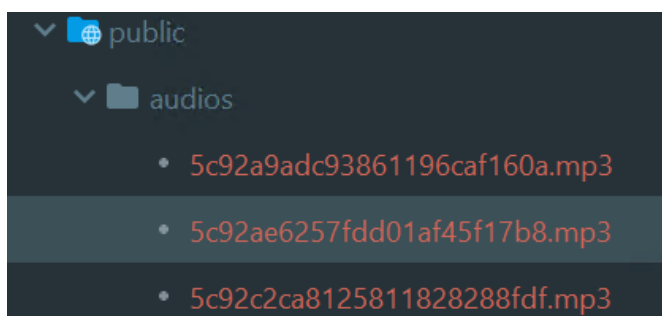 public
audios
5c92a9adc93861196caf160a.mp3
5c92ae6257fdd01af45f17b8.mp3
5c92c2ca8125811828288fdf.mp3